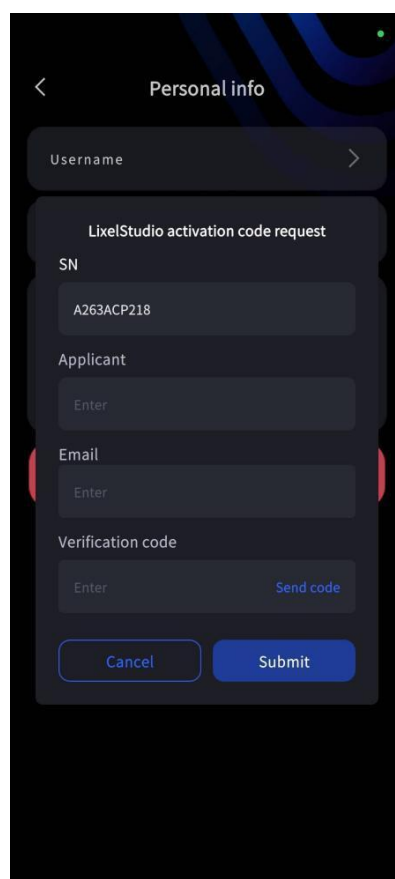 Personal info
Username
LixelStudio activation code request
SN
A263ACP218
Applicant
Enter
Email
Enter
Verification code
Enter Send code
Cancel Submit